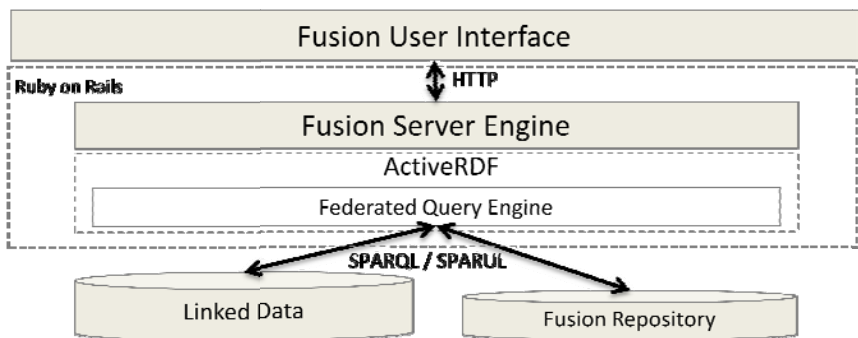 Fusion User Interface
HTTP
Ruby on Rails
Fusion Server Engine
ActiveRDF
Federated Query Engine
SPARQL / SPARUL
Linked Data
Fusion Repository